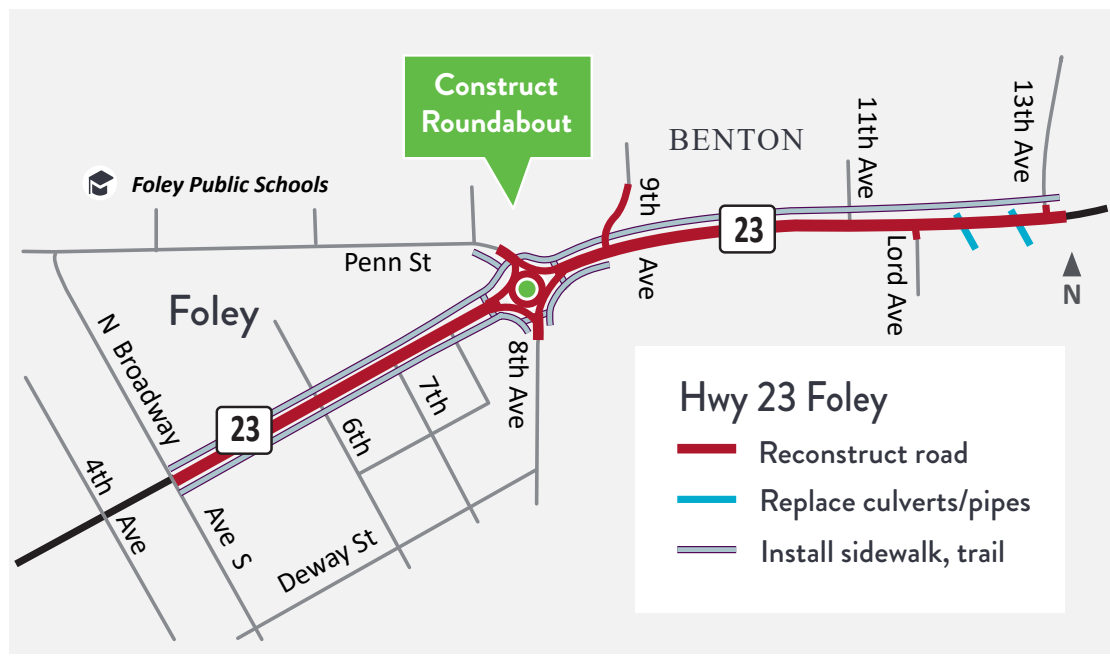 Construct
Roundabout
BENTON
11th Ave
13th Ave
Foley Public Schools
9th
Ave
23
Penn St
Lord Ave
N
Foley
N Broadway
Ave S
8th Ave
7th
6th
23
4th
Ave
Deway St
Hwy 23 Foley
Reconstruct road
Replace culverts/pipes
Install sidewalk, trail